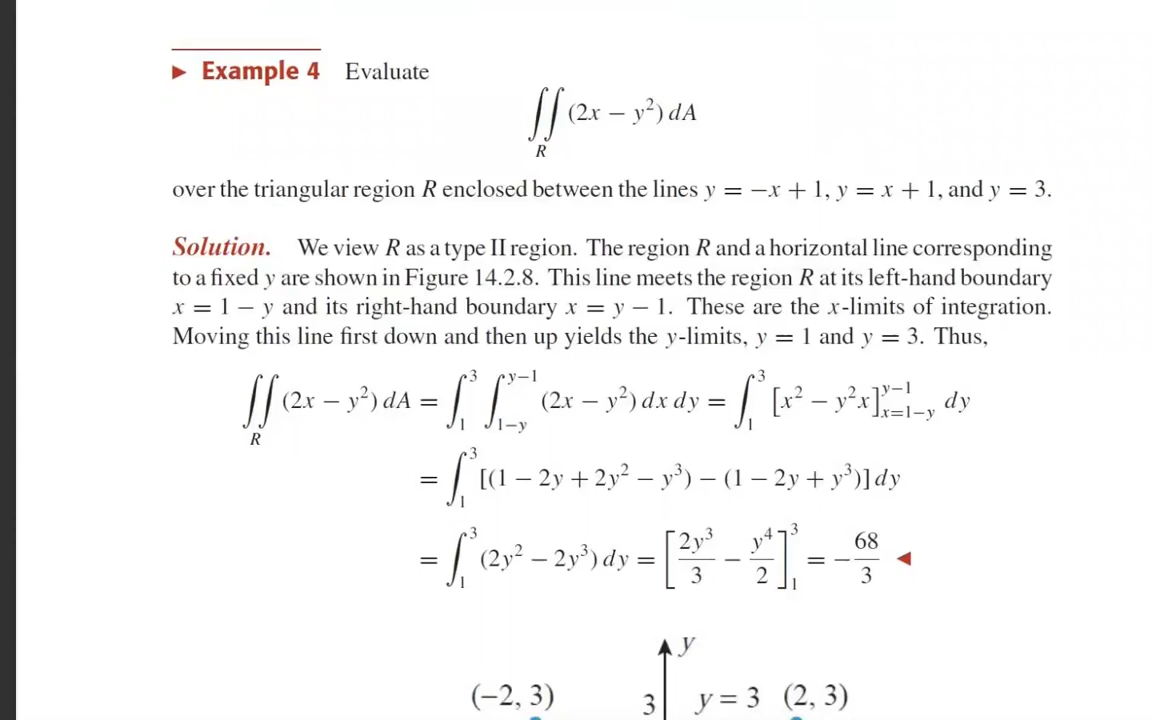 ► Example 4 Evaluate
∬_R (2x − y²) dA
over the triangular region R enclosed between the lines y = −x + 1, y = x + 1, and y = 3.
Solution. We view R as a type II region. The region R and a horizontal line corresponding
to a fixed y are shown in Figure 14.2.8. This line meets the region R at its left-hand boundary
x = 1 − y and its right-hand boundary x = y − 1. These are the x-limits of integration.
Moving this line first down and then up yields the y-limits, y = 1 and y = 3. Thus,
∬_R (2x − y²) dA = ∫_1^3 ∫_{1−y}^{y−1} (2x − y²) dx dy = ∫_1^3 [x² − y²x]_{x=1−y}^{y−1} dy
= ∫_1^3 [(1 − 2y + 2y² − y³) − (1 − 2y + y³)] dy
= ∫_1^3 (2y² − 2y³) dy = [2y³/3 − y⁴/2]_1^3 = −68/3 ◄
y
(−2, 3) 3 y = 3 (2, 3)